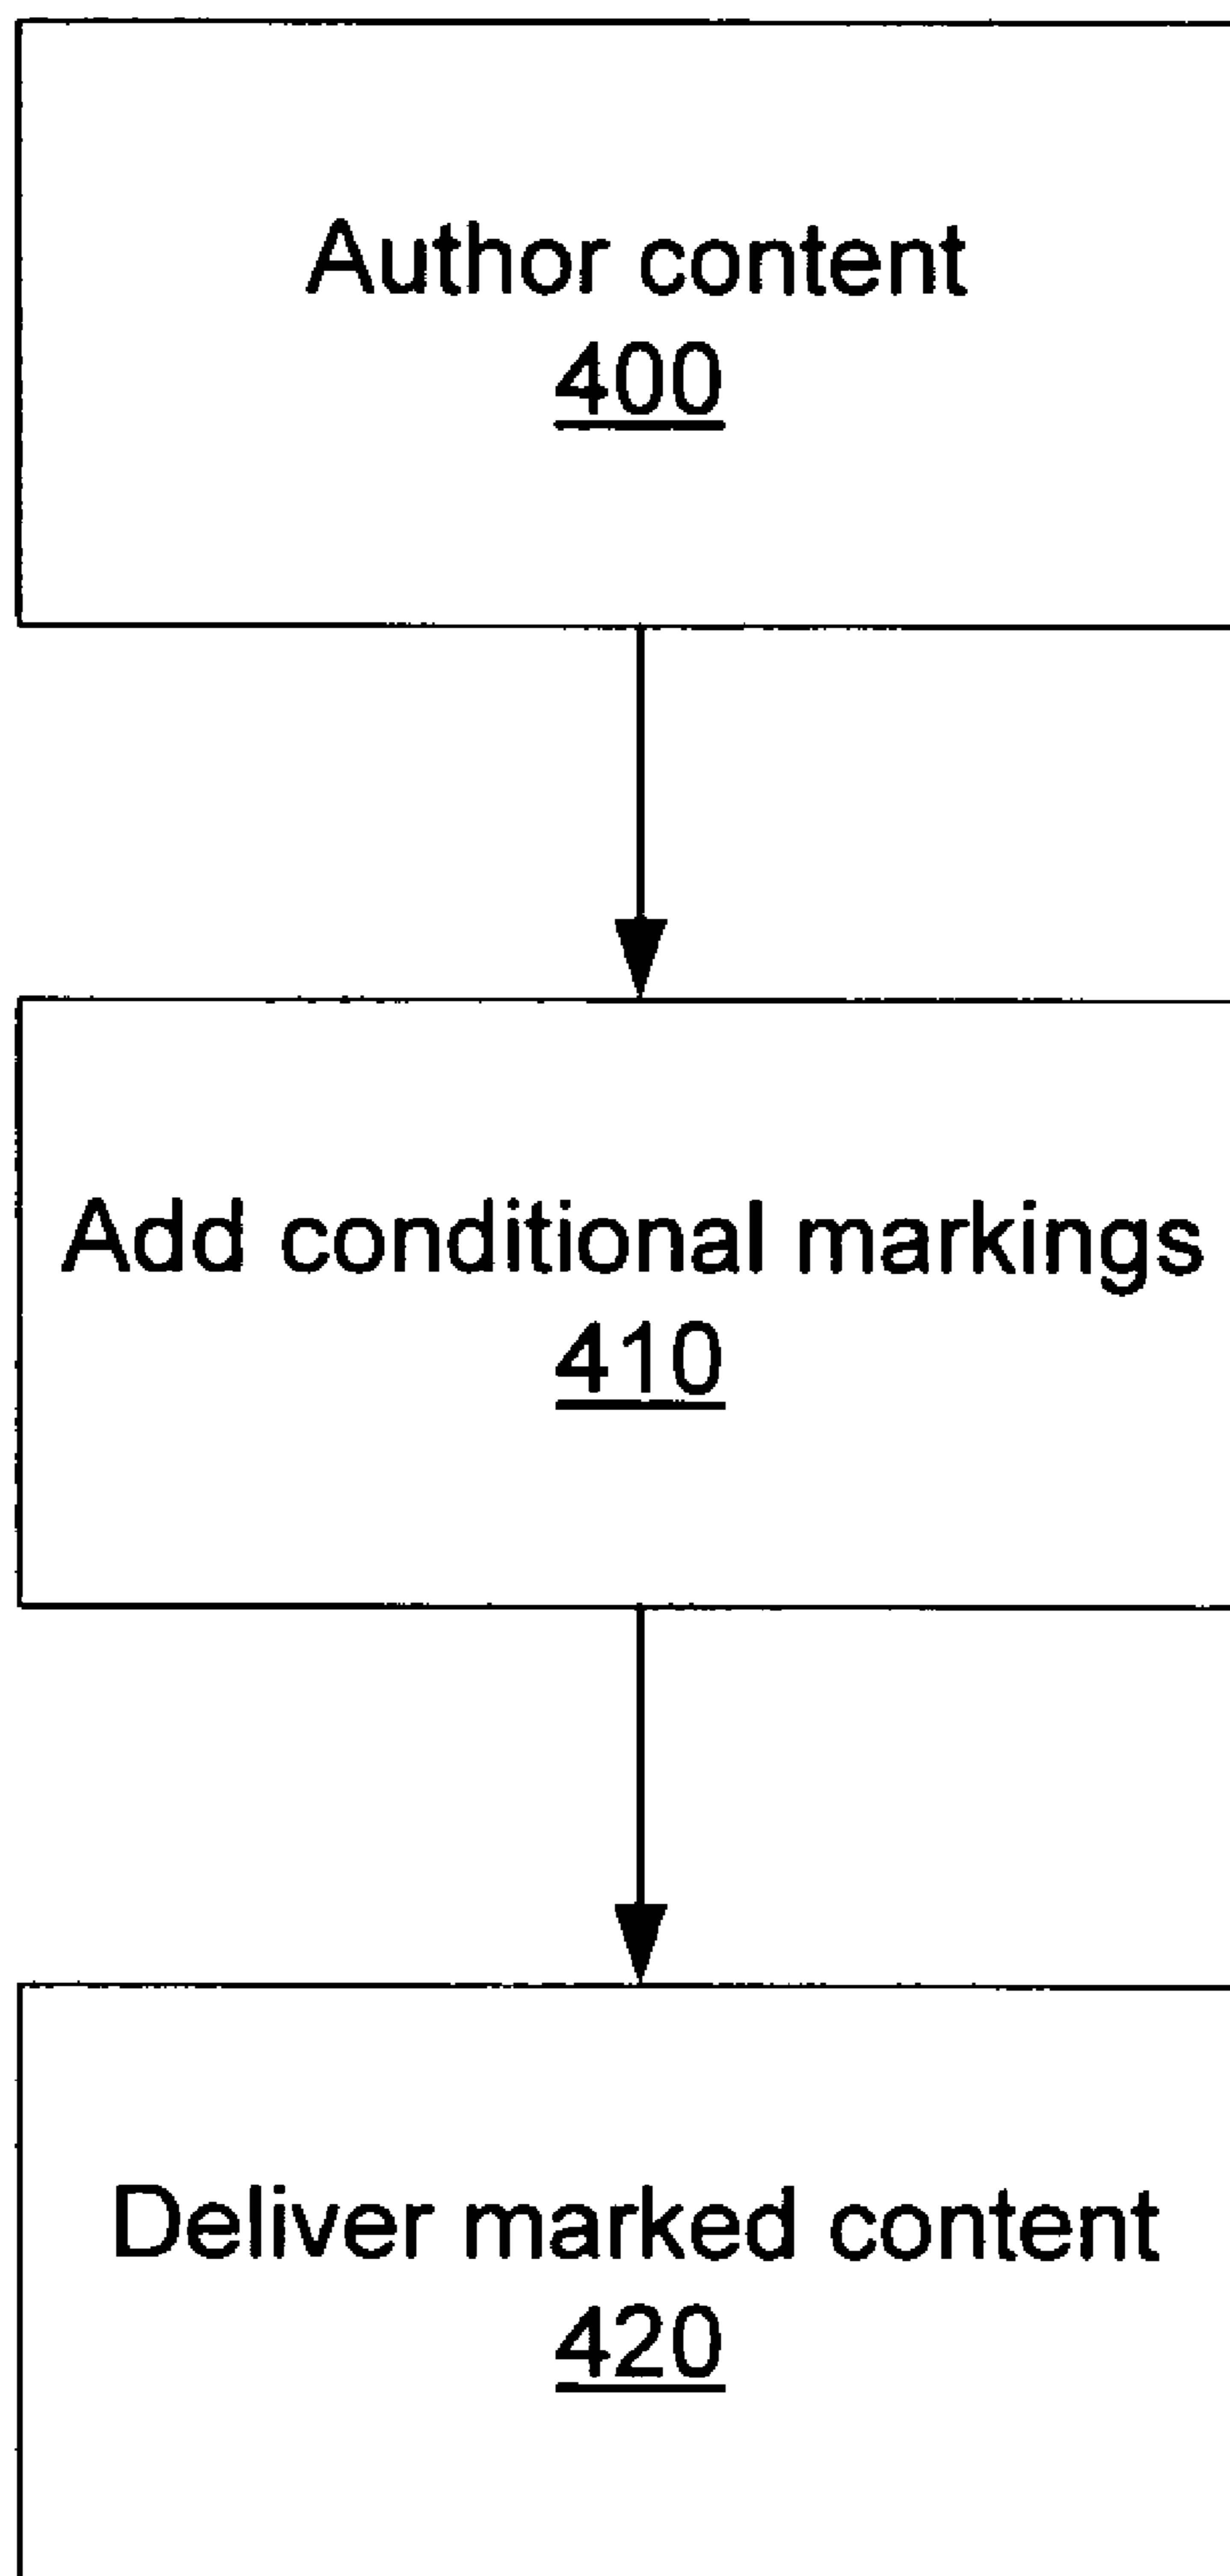 Author content
400
Add conditional markings
410
Deliver marked content
420